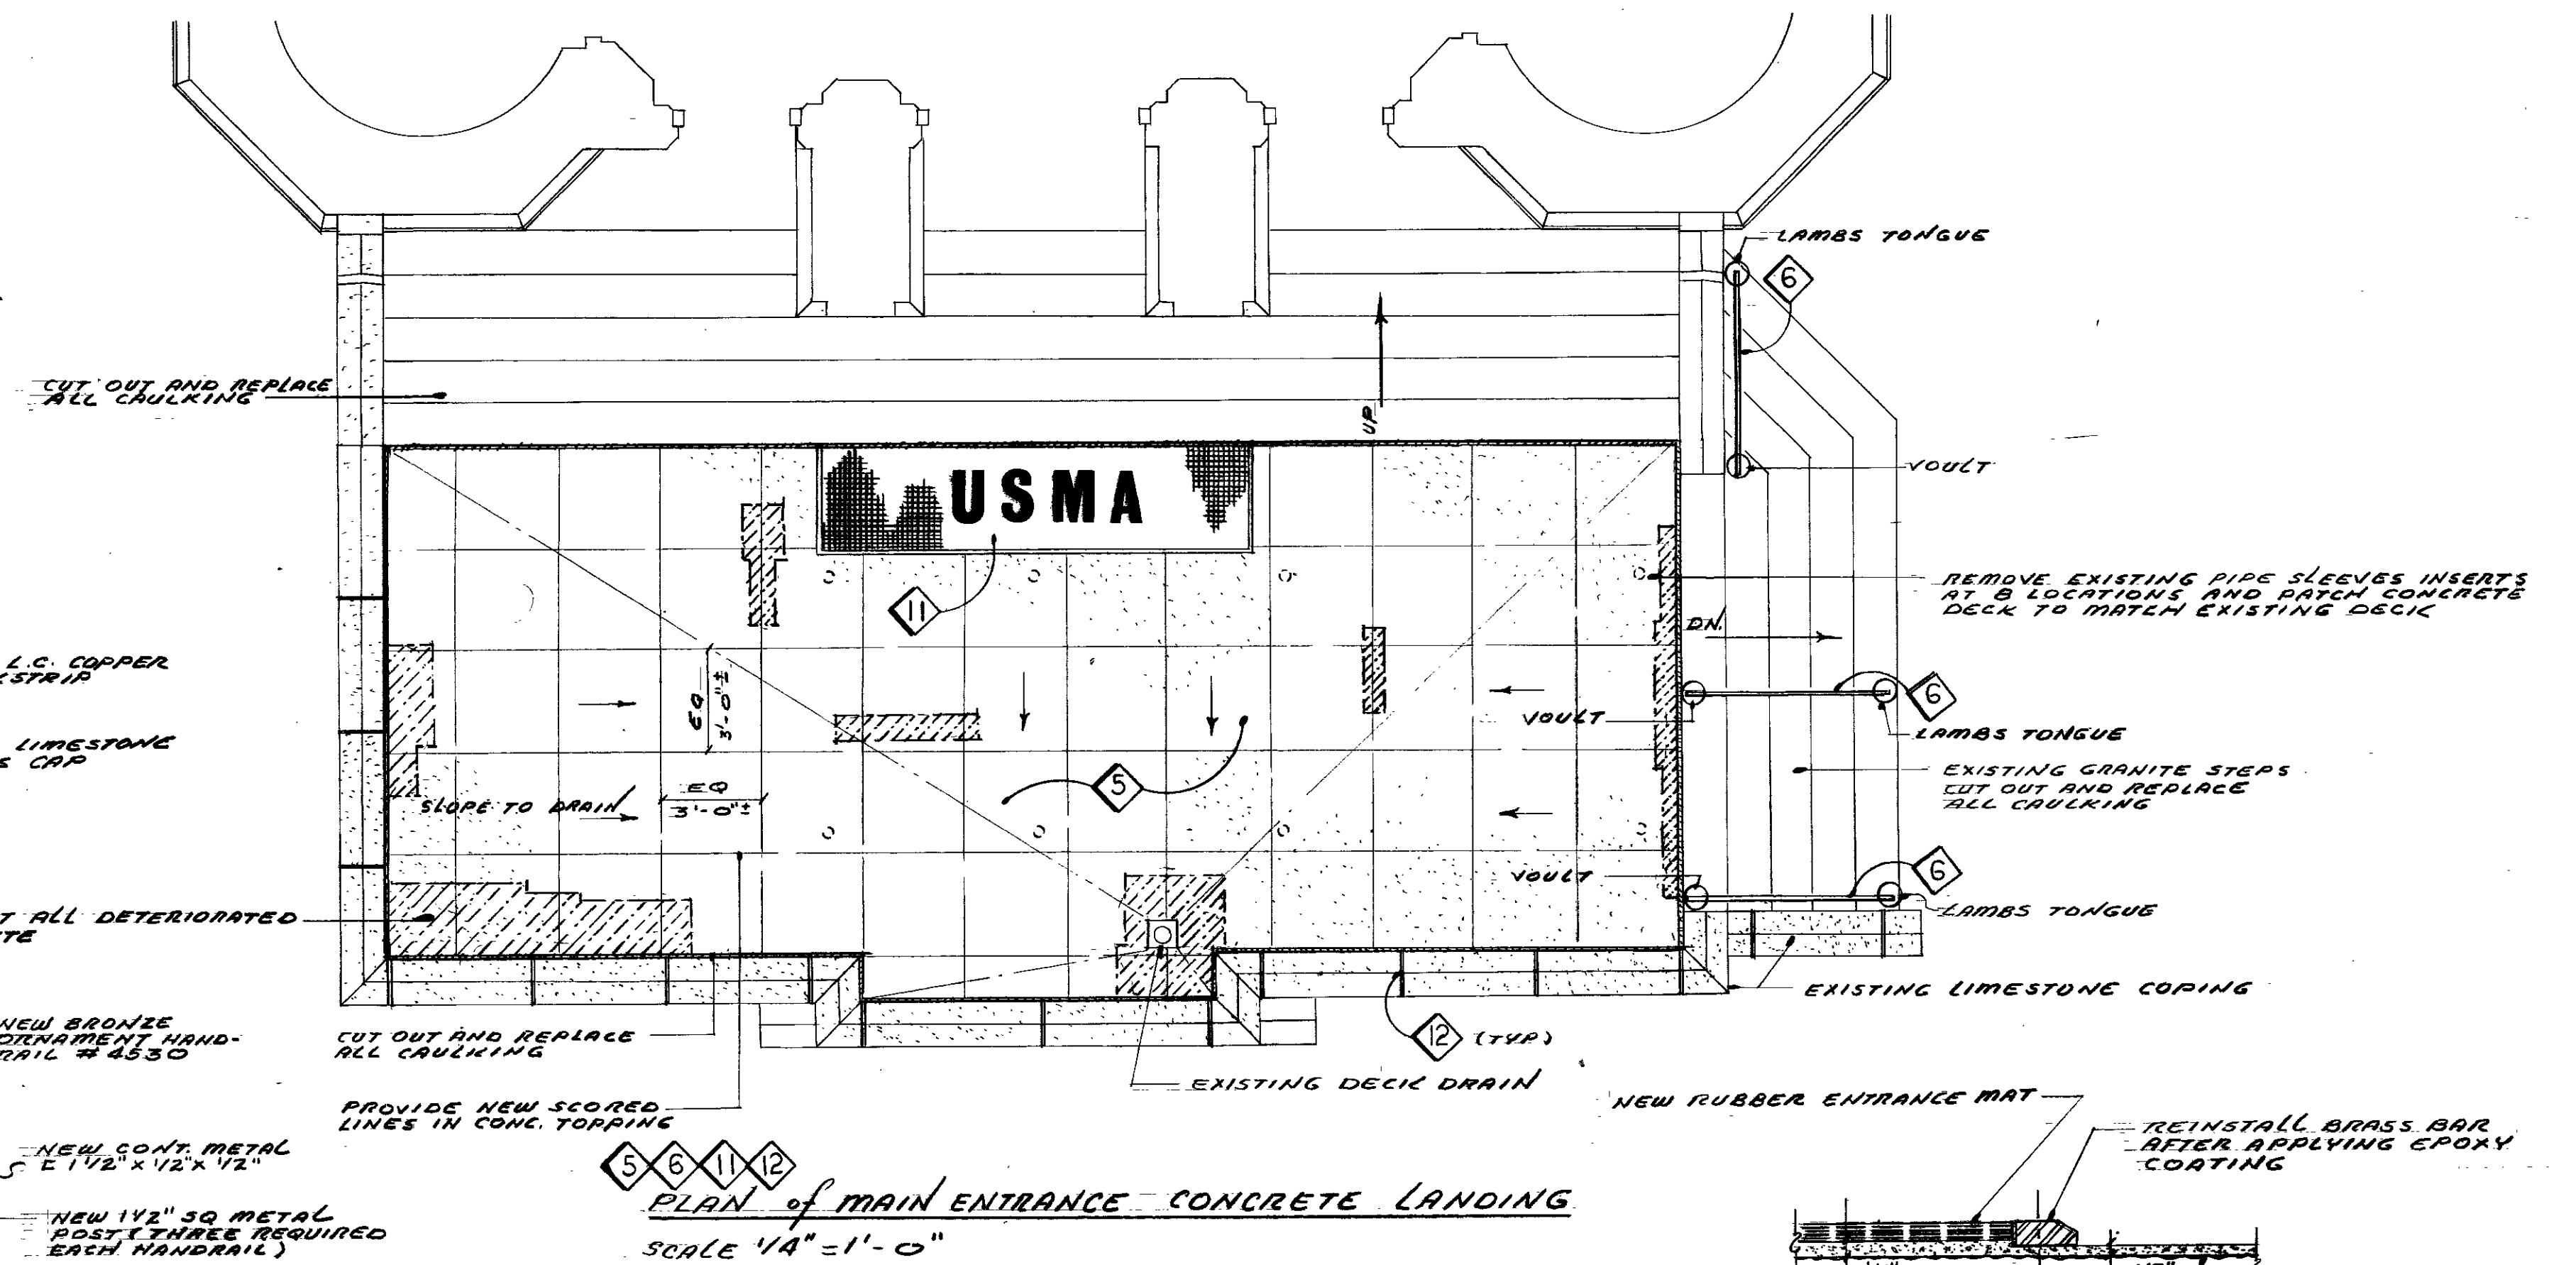 LAMBS TONGUE
6
CUT OUT AND REPLACE
ALL CAULKING
UP
VOULT
USMA
11
REMOVE EXISTING PIPE SLEEVES INSERTS
AT 8 LOCATIONS AND PATCH CONCRETE
DECK TO MATCH EXISTING DECK
DN.
L.C. COPPER
EQ
3'-0"±
VOULT
6
LAMBS TONGUE
LIMESTONE
CAP
EXISTING GRANITE STEPS
CUT OUT AND REPLACE
ALL CAULKING
5
SLOPE TO DRAIN
EQ
3'-0"±
VOULT
6
LAMBS TONGUE
ALL DETERIORATED
EXISTING LIMESTONE COPING
12 (TYP)
NEW BRONZE
ORNAMENT HAND-
RAIL #4530
CUT OUT AND REPLACE
ALL CAULKING
EXISTING DECK DRAIN
PROVIDE NEW SCORED
LINES IN CONC. TOPPING
NEW RUBBER ENTRANCE MAT
REINSTALL BRASS BAR
AFTER APPLYING EPOXY
COATING
NEW CONT. METAL
[ 1 1/2" x 1/2" x 1/2"
5 6 11 12
PLAN of MAIN ENTRANCE CONCRETE LANDING
SCALE 1/4" = 1'-0"
NEW 1 1/2" SQ METAL
POST (THREE REQUIRED
EACH HANDRAIL)